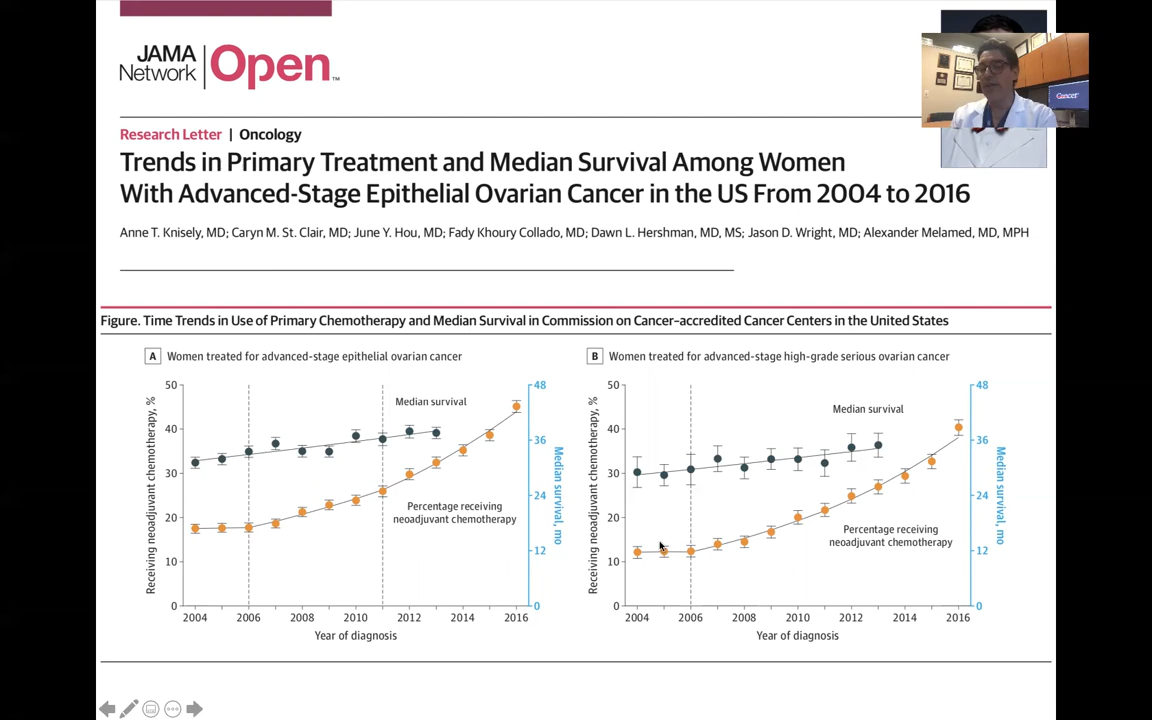 JAMA
Network
Open™
Cancer
Research Letter | Oncology
Trends in Primary Treatment and Median Survival Among Women
With Advanced-Stage Epithelial Ovarian Cancer in the US From 2004 to 2016
Anne T. Knisely, MD; Caryn M. St. Clair, MD; June Y. Hou, MD; Fady Khoury Collado, MD; Dawn L. Hershman, MD, MS; Jason D. Wright, MD; Alexander Melamed, MD, MPH
Figure. Time Trends in Use of Primary Chemotherapy and Median Survival in Commission on Cancer–accredited Cancer Centers in the United States
A Women treated for advanced-stage epithelial ovarian cancer
Receiving neoadjuvant chemotherapy, %
50
40
30
20
10
0
Median survival
Percentage receiving
neoadjuvant chemotherapy
48
36
24
12
0
Median survival, mo
2004 2006 2008 2010 2012 2014 2016
Year of diagnosis
B Women treated for advanced-stage high-grade serious ovarian cancer
Receiving neoadjuvant chemotherapy, %
50
40
30
20
10
0
Median survival
Percentage receiving
neoadjuvant chemotherapy
48
36
24
12
0
Median survival, mo
2004 2006 2008 2010 2012 2014 2016
Year of diagnosis